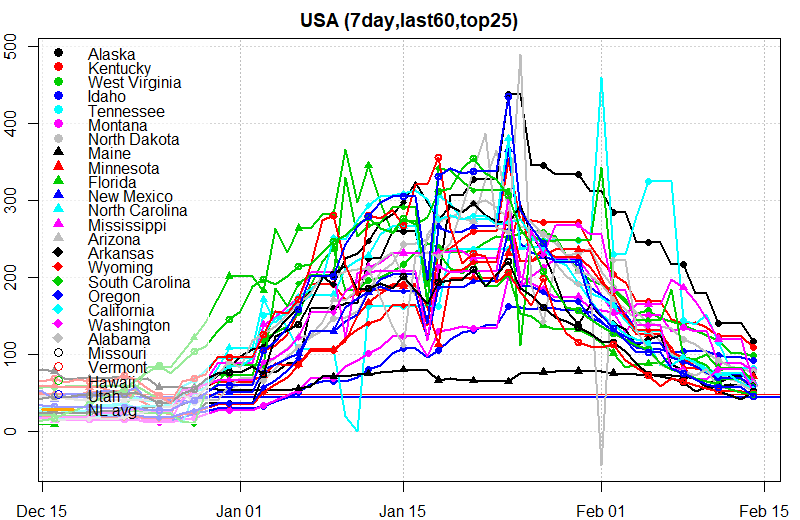 USA (7day,last60,top25)
500
400
300
200
100
0
Alaska
Kentucky
West Virginia
Idaho
Tennessee
Montana
North Dakota
Maine
Minnesota
Florida
New Mexico
North Carolina
Mississippi
Arizona
Arkansas
Wyoming
South Carolina
Oregon
California
Washington
Alabama
Missouri
Vermont
Hawaii
Utah
NL avg
Dec 15
Jan 01
Jan 15
Feb 01
Feb 15